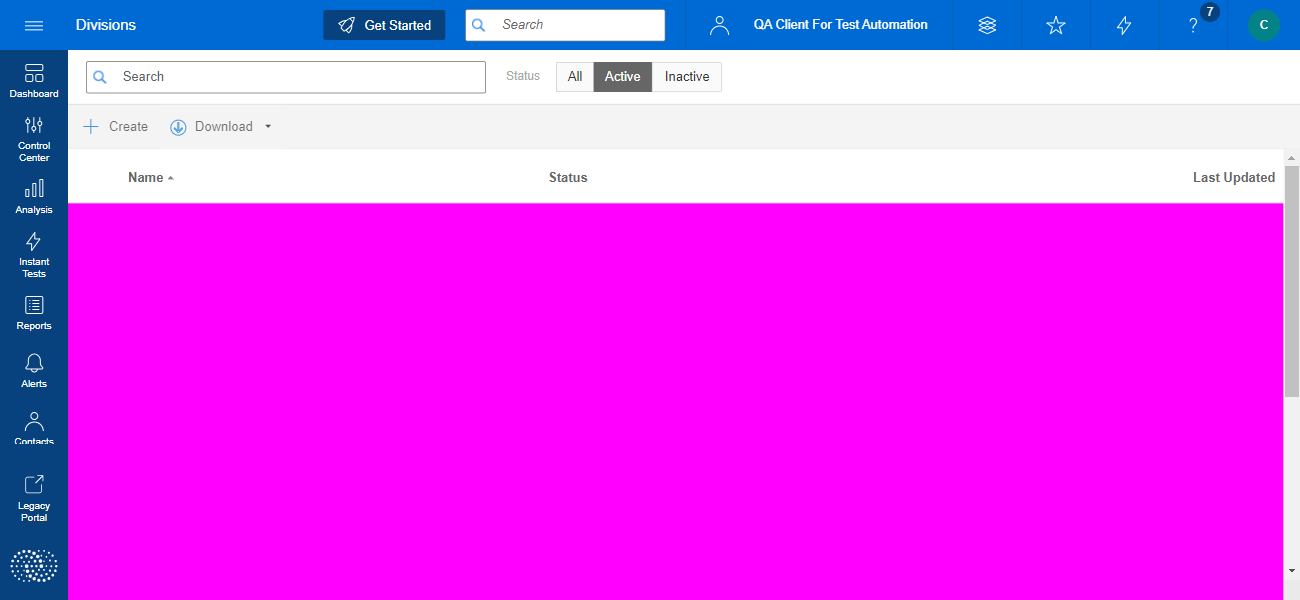 Divisions
Get Started
Search
QA Client For Test Automation
?
7
C
Dashboard
Control
Center
Analysis
Instant
Tests
Reports
Alerts
Contacts
Legacy
Portal
Search
Status
All
Active
Inactive
Create
Download
Name
Status
Last Updated